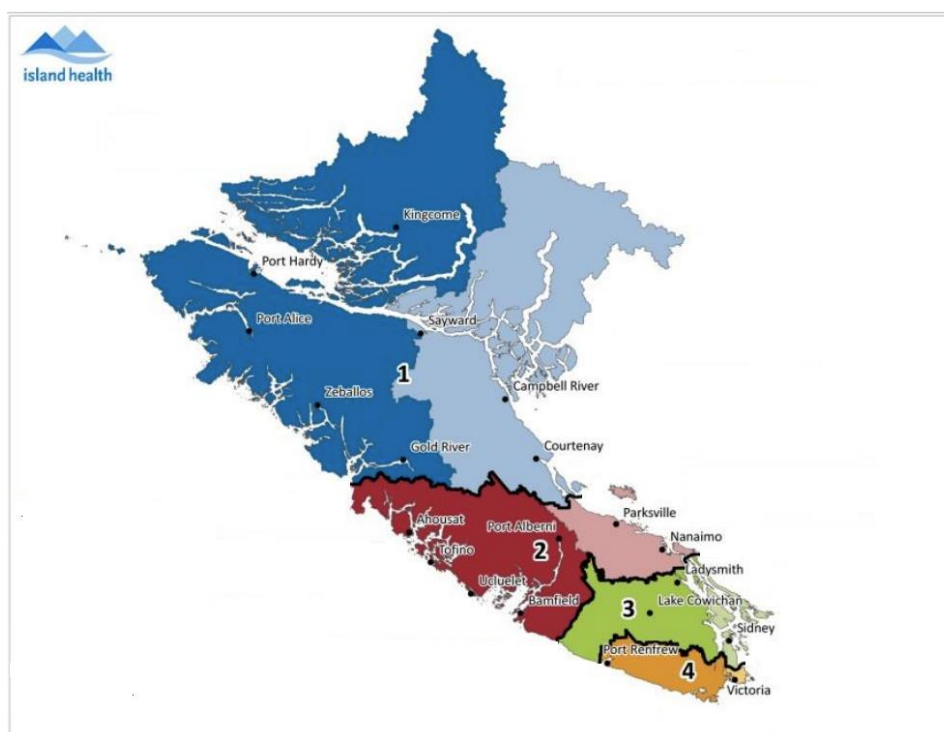 island health
Kingcome
Port Hardy
Port Alice
Sayward
1
Zeballos
Campbell River
Gold River
Courtenay
Parksville
Ahousat
Port Alberni
Tofino
2
Nanaimo
Ladysmith
Ucluelet
Bamfield
3
Lake Cowichan
Sidney
Port Renfrew
4
Victoria